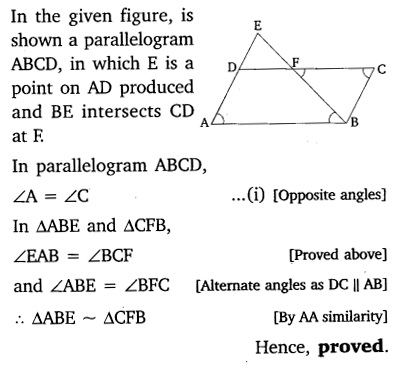 In the given figure, is
shown a parallelogram
ABCD, in which E is a
point on AD produced
and BE intersects CD
at F.
E
D
F
C
A
B
In parallelogram ABCD,
∠A = ∠C ...(i) [Opposite angles]
In ΔABE and ΔCFB,
∠EAB = ∠BCF [Proved above]
and ∠ABE = ∠BFC [Alternate angles as DC || AB]
∴ ΔABE ~ ΔCFB [By AA similarity]
Hence, proved.